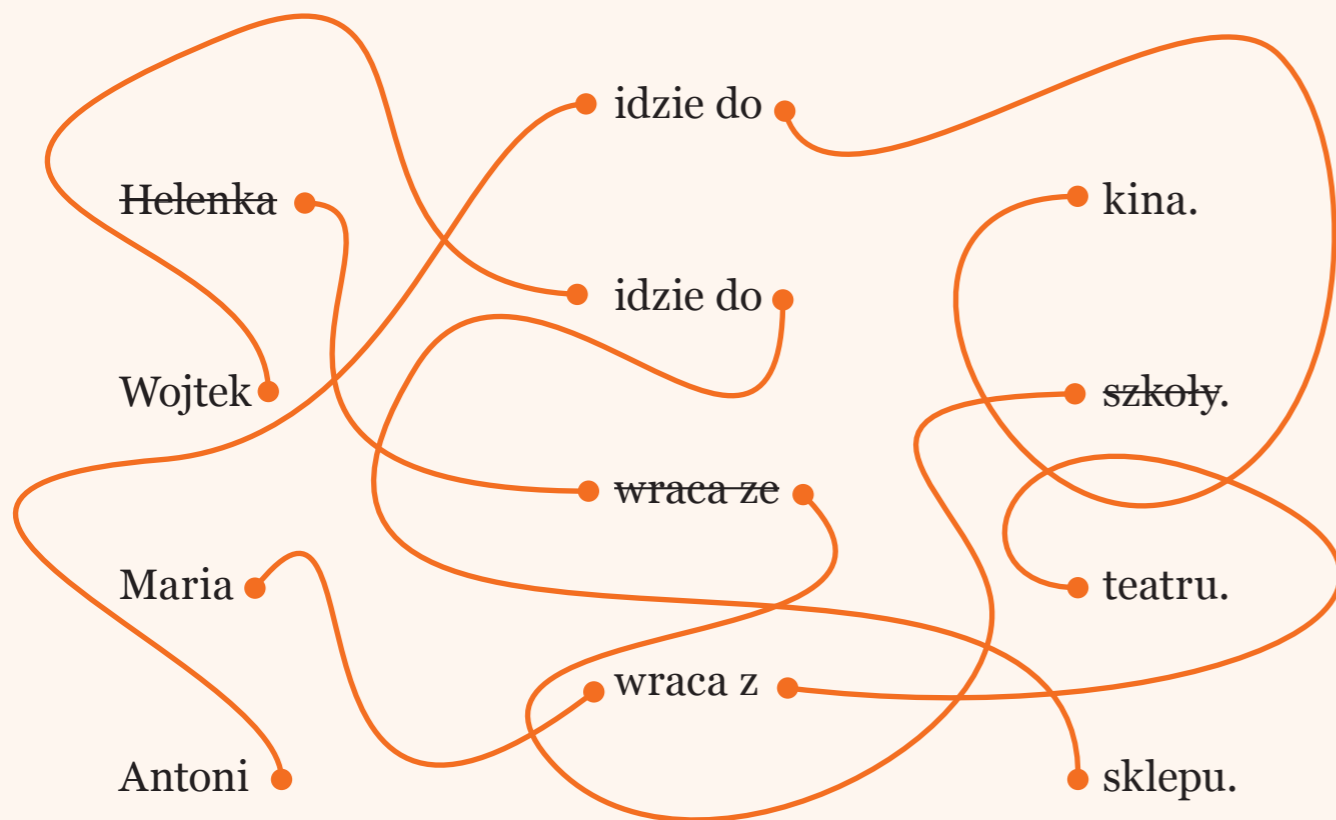 idzie do
Helenka
kina.
idzie do
Wojtek
szkoły.
wraca ze
Maria
teatru.
wraca z
Antoni
sklepu.